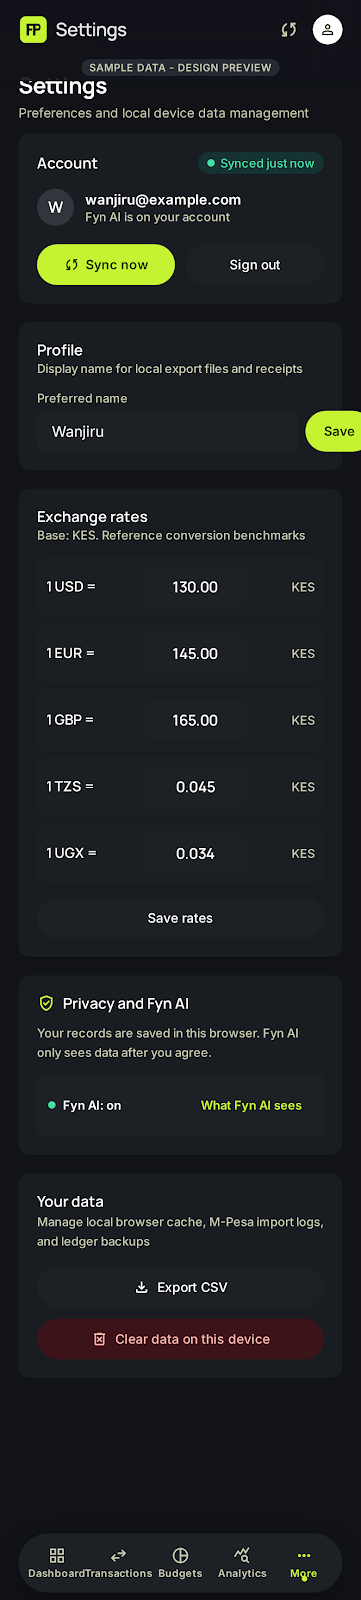 FP Settings
SAMPLE DATA - DESIGN PREVIEW
Settings
Preferences and local device data management
Account
Synced just now
W
wanjiru@example.com
Fyn AI is on your account
Sync now
Sign out
Profile
Display name for local export files and receipts
Preferred name
Wanjiru
Save
Exchange rates
Base: KES. Reference conversion benchmarks
1 USD = 130.00 KES
1 EUR = 145.00 KES
1 GBP = 165.00 KES
1 TZS = 0.045 KES
1 UGX = 0.034 KES
Save rates
Privacy and Fyn AI
Your records are saved in this browser. Fyn AI
only sees data after you agree.
Fyn AI: on
What Fyn AI sees
Your data
Manage local browser cache, M-Pesa import logs,
and ledger backups
Export CSV
Clear data on this device
Dashboard Transactions Budgets Analytics More